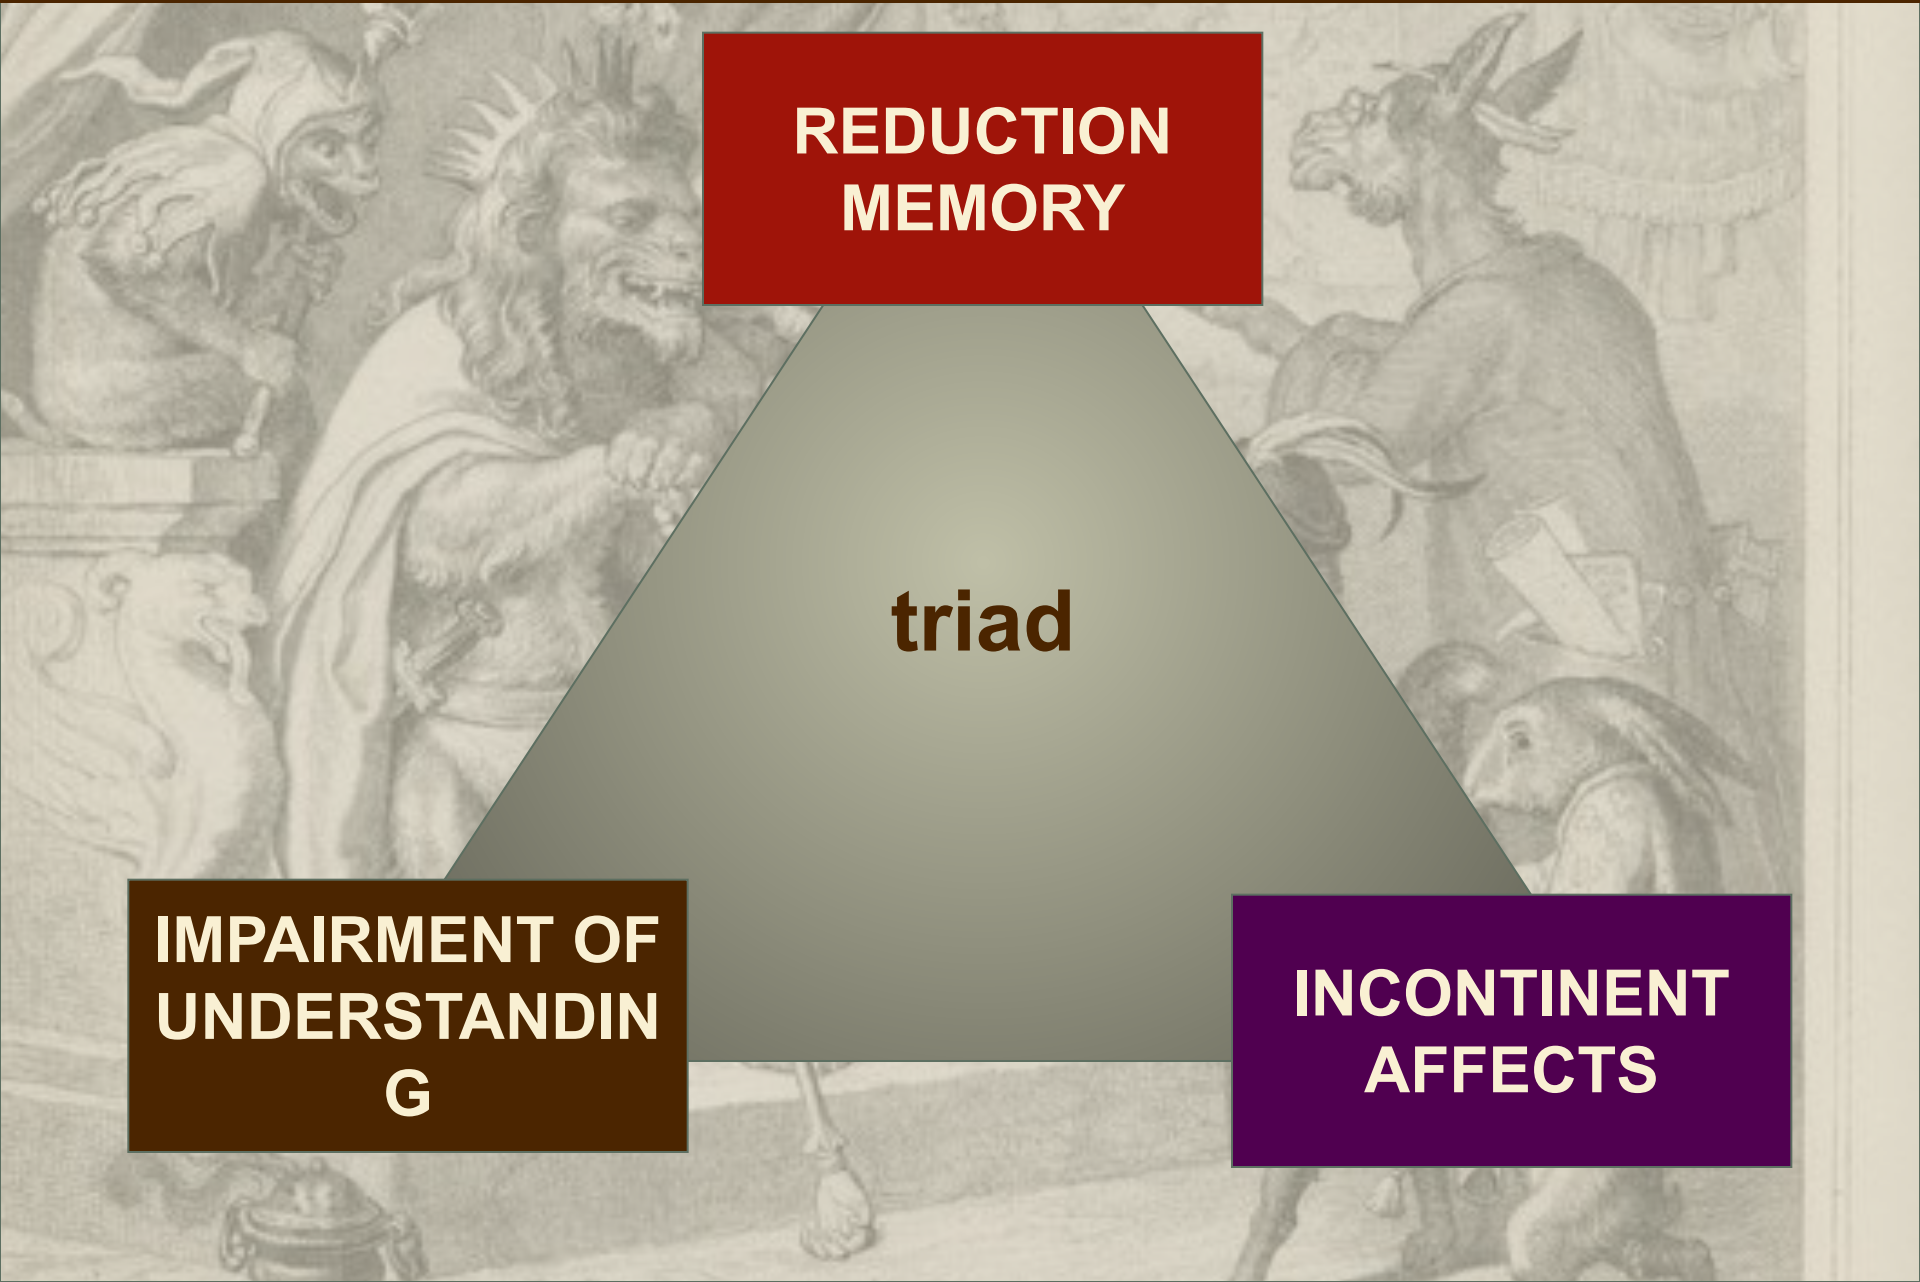 REDUCTION
MEMORY
triad
IMPAIRMENT OF
UNDERSTANDIN
G
INCONTINENT
AFFECTS